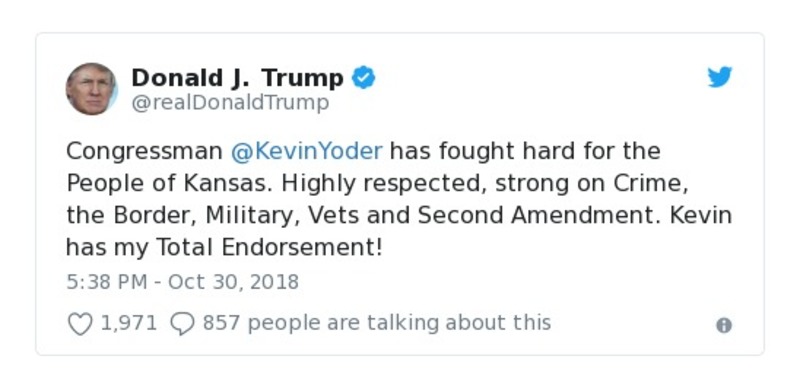 Donald J. Trump
@realDonaldTrump
Congressman @KevinYoder has fought hard for the
People of Kansas. Highly respected, strong on Crime,
the Border, Military, Vets and Second Amendment. Kevin
has my Total Endorsement!
5:38 PM - Oct 30, 2018
1,971 857 people are talking about this